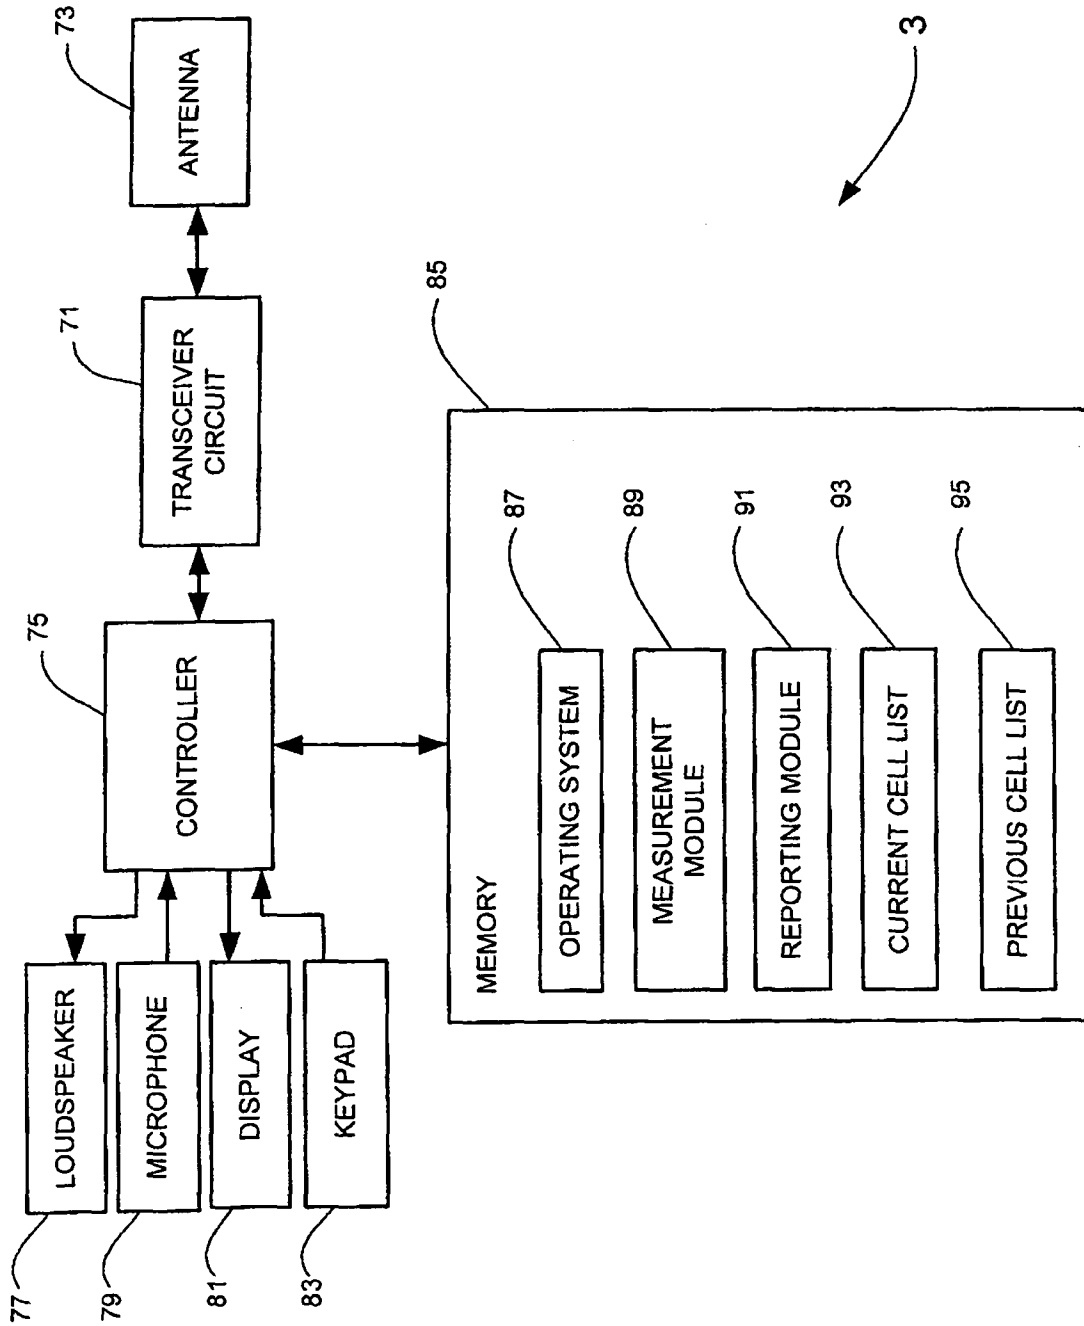 77
LOUDSPEAKER
79
MICROPHONE
81
DISPLAY
83
KEYPAD
75
CONTROLLER
71
TRANSCEIVER
CIRCUIT
73
ANTENNA
85
MEMORY
OPERATING SYSTEM
87
MEASUREMENT
MODULE
89
REPORTING MODULE
91
CURRENT CELL LIST
93
PREVIOUS CELL LIST
95
3